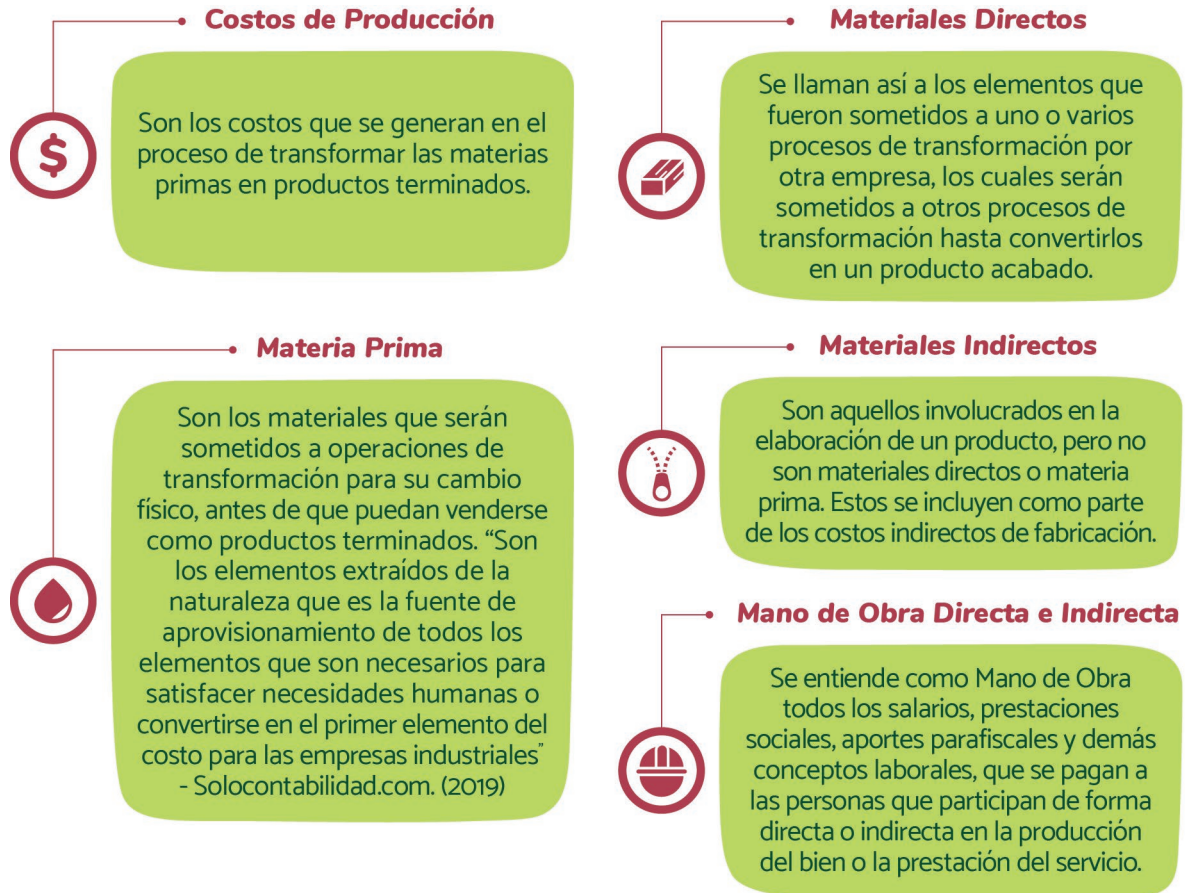 Costos de Producción
Son los costos que se generan en el
proceso de transformar las materias
primas en productos terminados.
Materia Prima
Son los materiales que serán
sometidos a operaciones de
transformación para su cambio
físico, antes de que puedan venderse
como productos terminados. “Son
los elementos extraídos de la
naturaleza que es la fuente de
aprovisionamiento de todos los
elementos que son necesarios para
satisfacer necesidades humanas o
convertirse en el primer elemento del
costo para las empresas industriales”
- Solocontabilidad.com. (2019)
Materiales Directos
Se llaman así a los elementos que
fueron sometidos a uno o varios
procesos de transformación por
otra empresa, los cuales serán
sometidos a otros procesos de
transformación hasta convertirlos
en un producto acabado.
Materiales Indirectos
Son aquellos involucrados en la
elaboración de un producto, pero no
son materiales directos o materia
prima. Estos se incluyen como parte
de los costos indirectos de fabricación.
Mano de Obra Directa e Indirecta
Se entiende como Mano de Obra
todos los salarios, prestaciones
sociales, aportes parafiscales y demás
conceptos laborales, que se pagan a
las personas que participan de forma
directa o indirecta en la producción
del bien o la prestación del servicio.